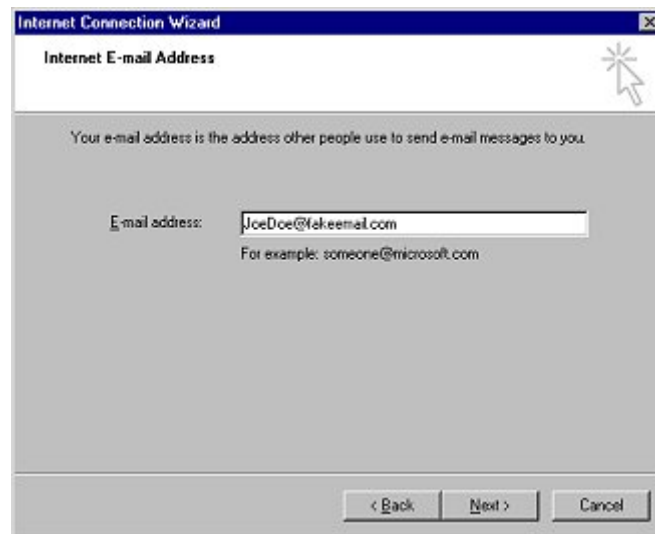 Internet Connection Wizard
Internet E-mail Address
Your e-mail address is the address other people use to send e-mail messages to you.
E-mail address:
JoeDoe@fakeemail.com
For example: someone@microsoft.com
< Back
Next >
Cancel